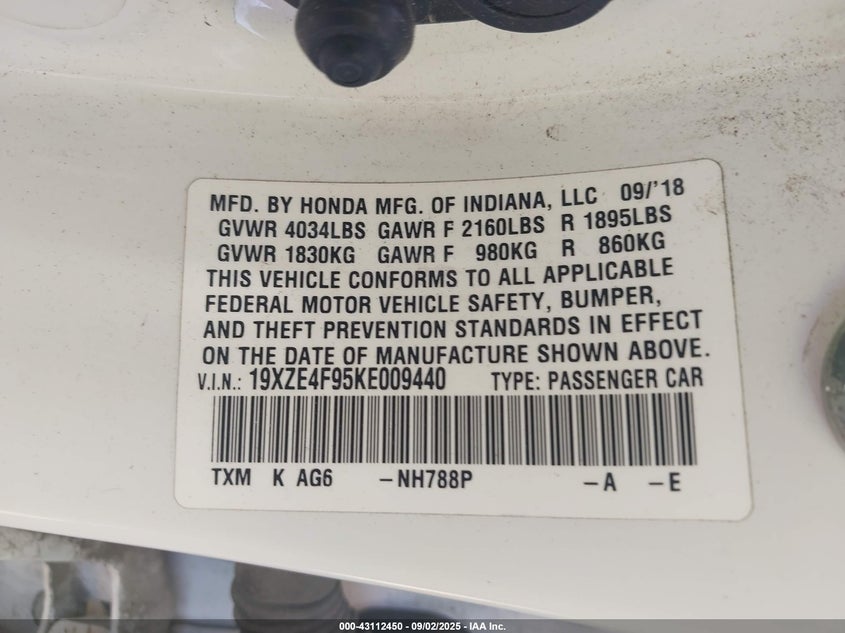 MFD. BY HONDA MFG. OF INDIANA, LLC 09/'18
GVWR 4034LBS GAWR F 2160LBS R 1895LBS
GVWR 1830KG GAWR F 980KG R 860KG
THIS VEHICLE CONFORMS TO ALL APPLICABLE
FEDERAL MOTOR VEHICLE SAFETY, BUMPER,
AND THEFT PREVENTION STANDARDS IN EFFECT
ON THE DATE OF MANUFACTURE SHOWN ABOVE.
V.I.N.: 19XZE4F95KE009440 TYPE: PASSENGER CAR
TXM K AG6 -NH788P -A -E
000-43112450 - 09/02/2025 - IAA Inc.